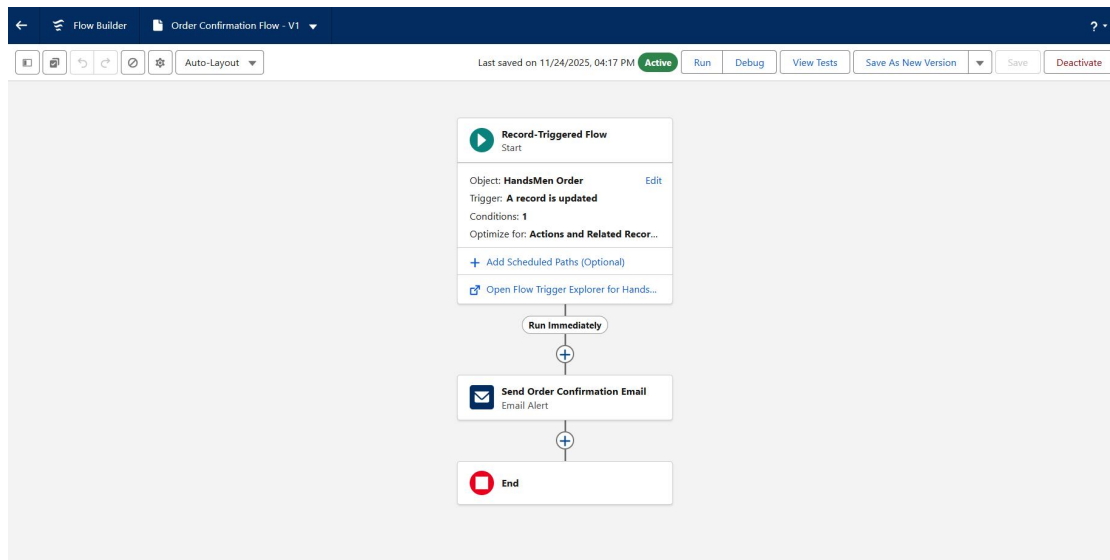 Flow Builder
Order Confirmation Flow - V1
?
Auto-Layout
Last saved on 11/24/2025, 04:17 PM Active Run Debug View Tests Save As New Version Save Deactivate
Record-Triggered Flow
Start
Object: HandsMen Order Edit
Trigger: A record is updated
Conditions: 1
Optimize for: Actions and Related Recor...
+ Add Scheduled Paths (Optional)
Open Flow Trigger Explorer for Hands...
Run Immediately
Send Order Confirmation Email
Email Alert
End